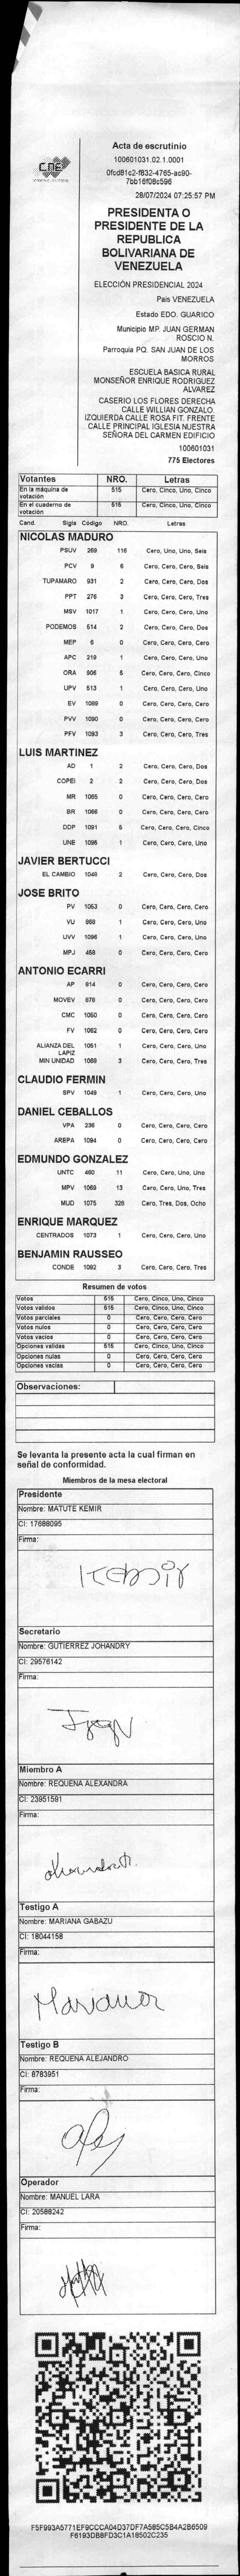 CNE
Acta de escrutinio
100601031.02.1.0001
0fcd81c2-f832-4765-ac90-
7bb16f08c596
28/07/2024 07:25:57 PM
PRESIDENTA O
PRESIDENTE DE LA
REPUBLICA
BOLIVARIANA DE
VENEZUELA
ELECCIÓN PRESIDENCIAL 2024
Pais VENEZUELA
Estado EDO. GUARICO
Municipio MP. JUAN GERMAN
ROSCIO N.
Parroquia PQ. SAN JUAN DE LOS
MORROS
ESCUELA BASICA RURAL
MONSEÑOR ENRIQUE RODRIGUEZ
ALVAREZ
CASERIO LOS FLORES DERECHA
CALLE WILLIAN GONZALO.
IZQUIERDA CALLE ROSA FIT. FRENTE
CALLE PRINCIPAL IGLESIA NUESTRA
SEÑORA DEL CARMEN EDIFICIO
100601031
775 Electores
Votantes NRO. Letras
En la máquina de votación 515 Cero, Cinco, Uno, Cinco
En el cuaderno de votación 515 Cero, Cinco, Uno, Cinco
Cand. Sigla Código NRO. Letras
NICOLAS MADURO
PSUV 269 116 Cero, Uno, Uno, Seis
PCV 9 6 Cero, Cero, Cero, Seis
TUPAMARO 931 2 Cero, Cero, Cero, Dos
PPT 276 3 Cero, Cero, Cero, Tres
MSV 1017 1 Cero, Cero, Cero, Uno
PODEMOS 514 2 Cero, Cero, Cero, Dos
MEP 6 0 Cero, Cero, Cero, Cero
APC 219 1 Cero, Cero, Cero, Uno
ORA 906 5 Cero, Cero, Cero, Cinco
UPV 513 1 Cero, Cero, Cero, Uno
EV 1089 0 Cero, Cero, Cero, Cero
PVV 1090 0 Cero, Cero, Cero, Cero
PFV 1093 3 Cero, Cero, Cero, Tres
LUIS MARTINEZ
AD 1 2 Cero, Cero, Cero, Dos
COPEI 2 2 Cero, Cero, Cero, Dos
MR 1065 0 Cero, Cero, Cero, Cero
BR 1066 0 Cero, Cero, Cero, Cero
DDP 1091 5 Cero, Cero, Cero, Cinco
UNE 1095 1 Cero, Cero, Cero, Uno
JAVIER BERTUCCI
EL CAMBIO 1048 2 Cero, Cero, Cero, Dos
JOSE BRITO
PV 1053 0 Cero, Cero, Cero, Cero
VU 868 1 Cero, Cero, Cero, Uno
UVV 1096 1 Cero, Cero, Cero, Uno
MPJ 458 0 Cero, Cero, Cero, Cero
ANTONIO ECARRI
AP 814 0 Cero, Cero, Cero, Cero
MOVEV 878 0 Cero, Cero, Cero, Cero
CMC 1050 0 Cero, Cero, Cero, Cero
FV 1062 0 Cero, Cero, Cero, Cero
ALIANZA DEL LAPIZ 1051 1 Cero, Cero, Cero, Uno
MIN UNIDAD 1068 3 Cero, Cero, Cero, Tres
CLAUDIO FERMIN
SPV 1049 1 Cero, Cero, Cero, Uno
DANIEL CEBALLOS
VPA 236 0 Cero, Cero, Cero, Cero
AREPA 1094 0 Cero, Cero, Cero, Cero
EDMUNDO GONZALEZ
UNTC 460 11 Cero, Cero, Uno, Uno
MPV 1069 13 Cero, Cero, Uno, Tres
MUD 1075 328 Cero, Tres, Dos, Ocho
ENRIQUE MARQUEZ
CENTRADOS 1073 1 Cero, Cero, Cero, Uno
BENJAMIN RAUSSEO
CONDE 1092 3 Cero, Cero, Cero, Tres
Resumen de votos
Votos 515 Cero, Cinco, Uno, Cinco
Votos validos 515 Cero, Cinco, Uno, Cinco
Votos parciales 0 Cero, Cero, Cero, Cero
Votos nulos 0 Cero, Cero, Cero, Cero
Votos vacios 0 Cero, Cero, Cero, Cero
Opciones validas 515 Cero, Cinco, Uno, Cinco
Opciones nulas 0 Cero, Cero, Cero, Cero
Opciones vacias 0 Cero, Cero, Cero, Cero
Observaciones:
Se levanta la presente acta la cual firman en
señal de conformidad.
Miembros de la mesa electoral
Presidente
Nombre: MATUTE KEMIR
CI: 17688095
Firma:
Kemir
Secretario
Nombre: GUTIERREZ JOHANDRY
CI: 29576142
Firma:
Miembro A
Nombre: REQUENA ALEXANDRA
CI: 23951591
Firma:
Testigo A
Nombre: MARIANA GABAZU
CI: 18044158
Firma:
Mariana
Testigo B
Nombre: REQUENA ALEJANDRO
CI: 8783951
Firma:
Operador
Nombre: MANUEL LARA
CI: 20588242
Firma:
F5F993A5771EF9CCCA04D37DF7A585C5B4A2B6509
F6193DB8FD3C1A18502C235